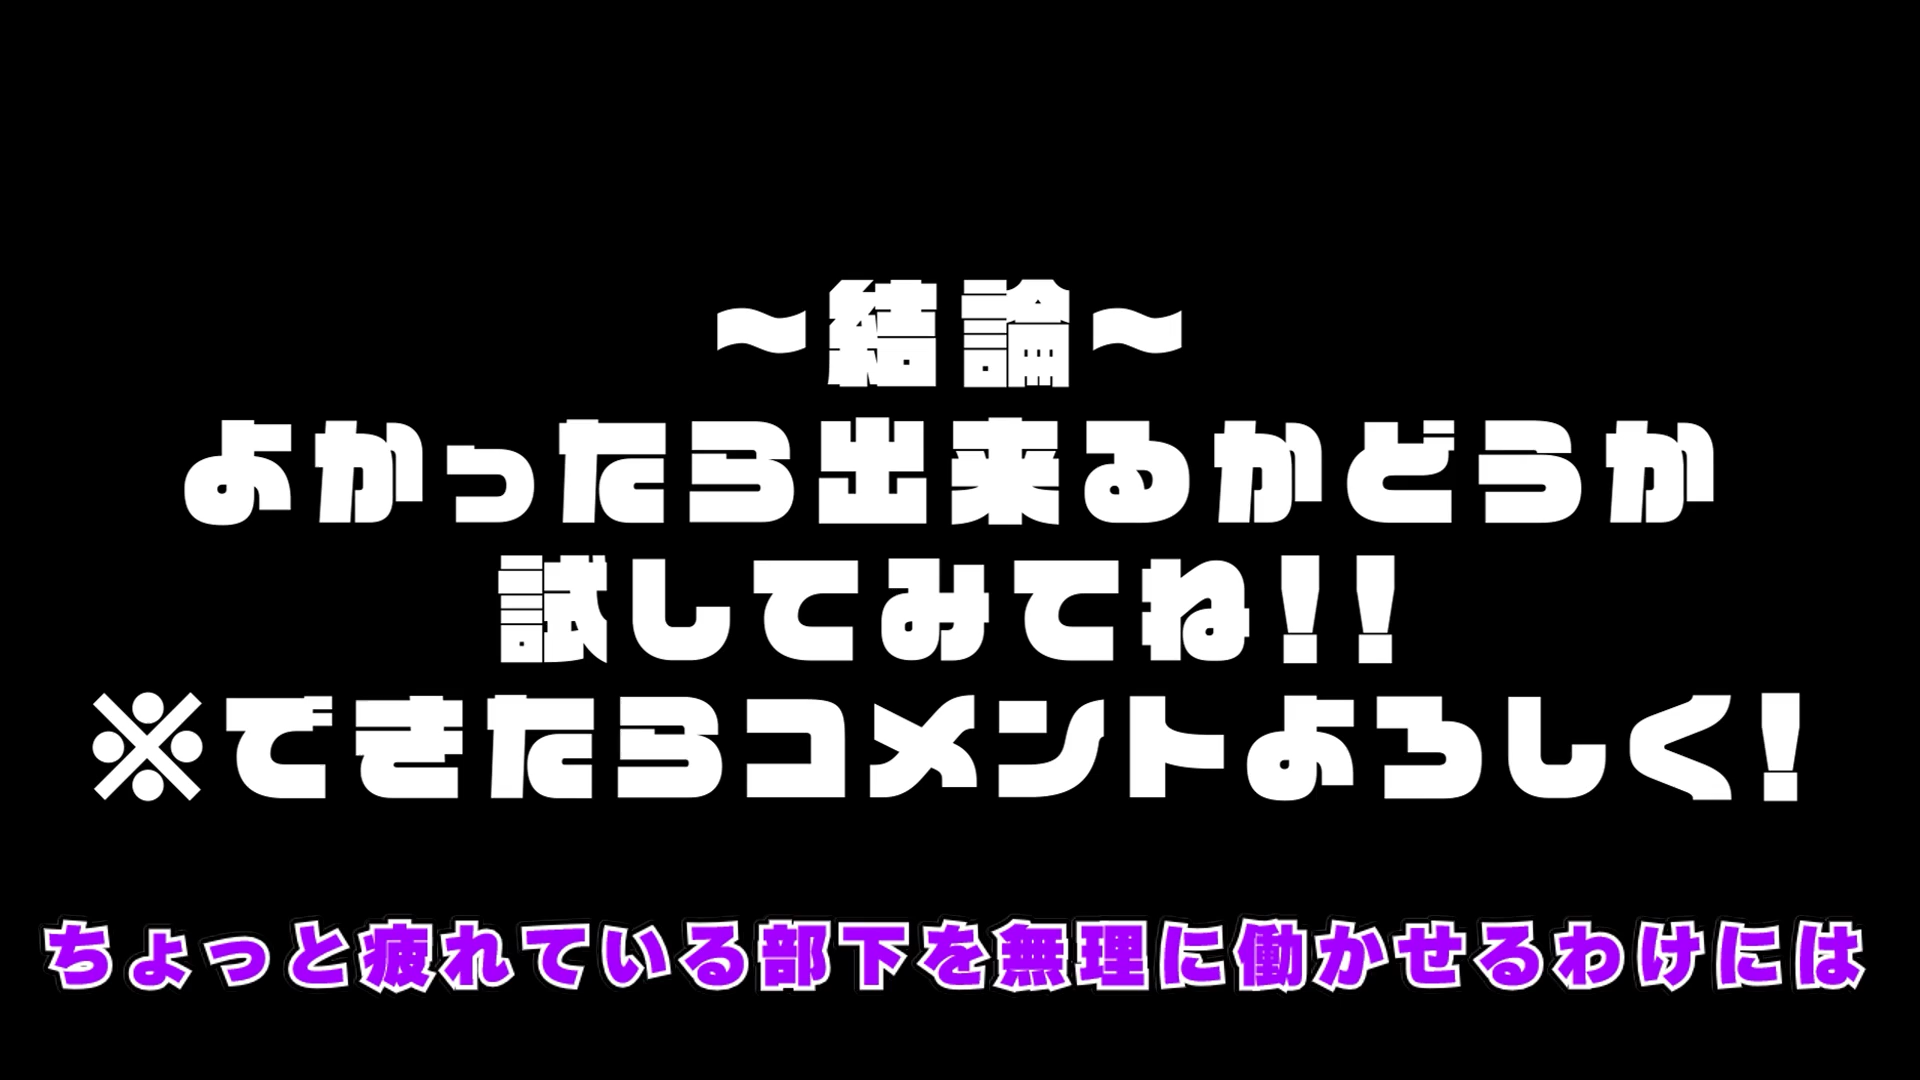 ~結論~
よかったら出来るかどうか
試してみてね!!
※できたらコメントよろしく!
ちょっと疲れている部下を無理に働かせるわけには